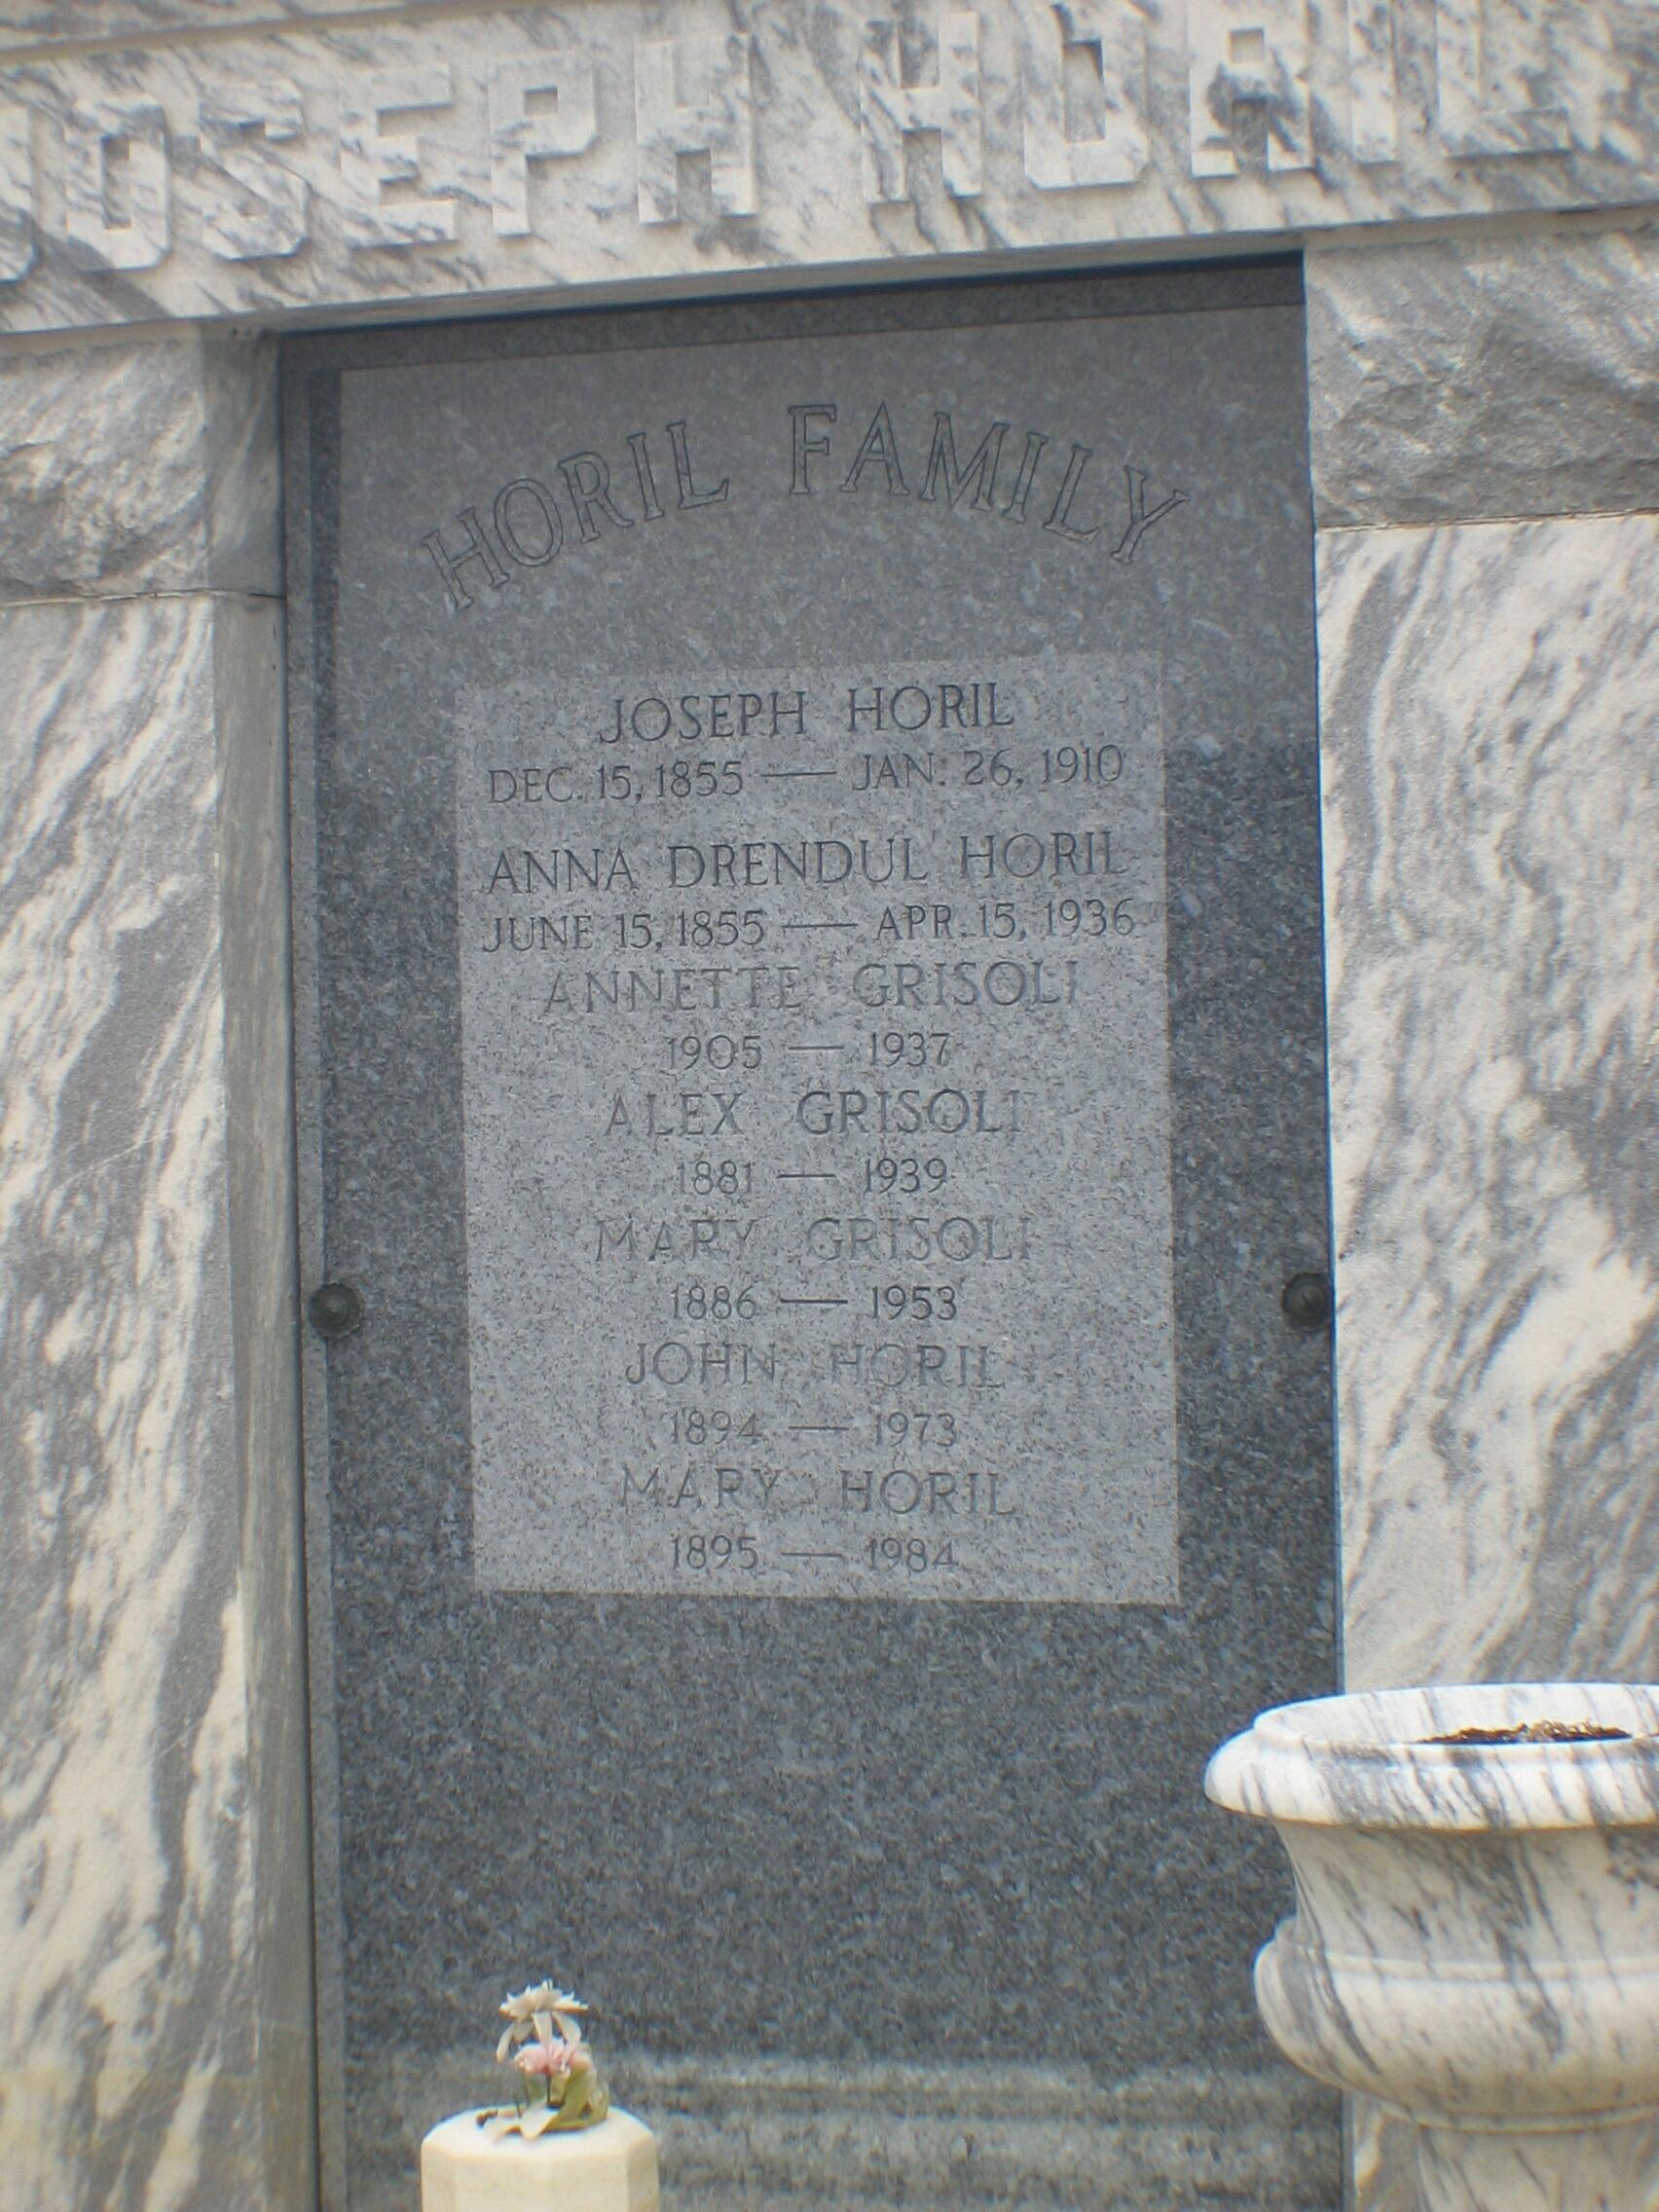 JOSEPH HORIL
HORIL FAMILY
JOSEPH HORIL
DEC. 15, 1855 — JAN. 26, 1910
ANNA DRENDUL HORIL
JUNE 15, 1855 — APR. 15, 1936
ANNETTE GRISOLI
1905 — 1937
ALEX GRISOLI
1881 — 1939
MARY GRISOLI
1886 — 1953
JOHN HORIL
1894 — 1973
MARY HORIL
1895 — 1984